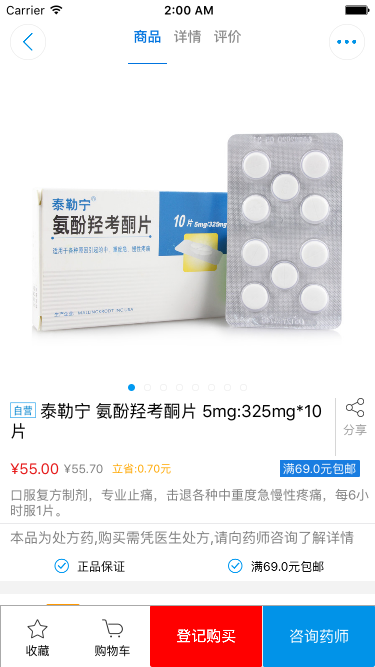 Carrier
2:00 AM
商品 详情 评价
泰勒宁®
氨酚羟考酮片
10片 5mg/325mg
自营 泰勒宁 氨酚羟考酮片 5mg:325mg*10
片
分享
¥55.00 ¥55.70 立省:0.70元
满69.0元包邮
口服复方制剂，专业止痛，击退各种中重度急慢性疼痛，每6小
时服1片。
本品为处方药,购买需凭医生处方,请向药师咨询了解详情
正品保证 满69.0元包邮
收藏 购物车 登记购买 咨询药师